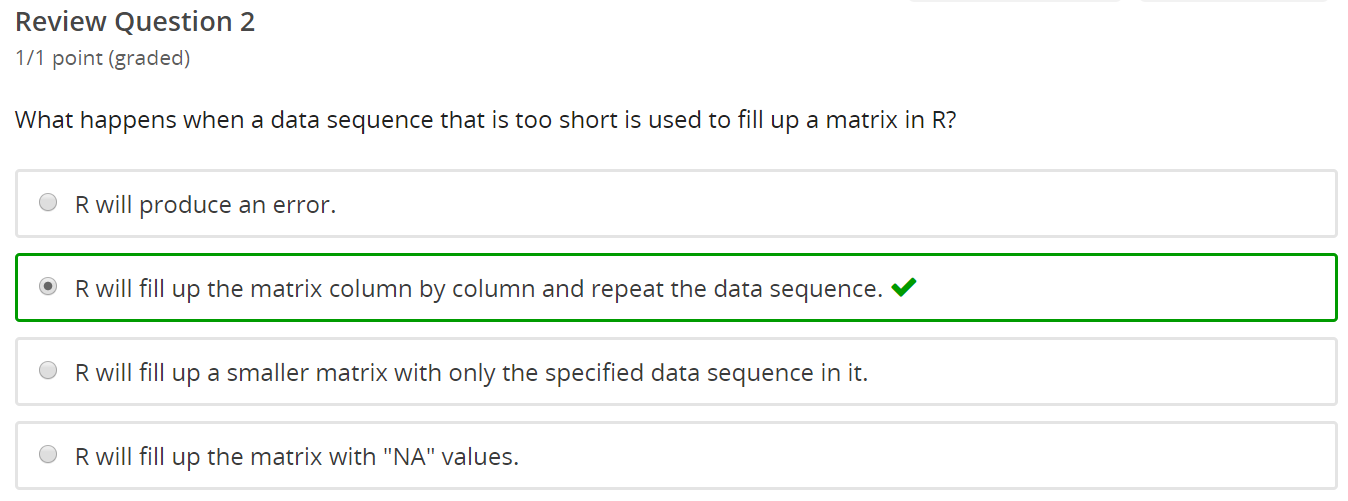 Review Question 2
1/1 point (graded)
What happens when a data sequence that is too short is used to fill up a matrix in R?
R will produce an error.
R will fill up the matrix column by column and repeat the data sequence.
R will fill up a smaller matrix with only the specified data sequence in it.
R will fill up the matrix with "NA" values.